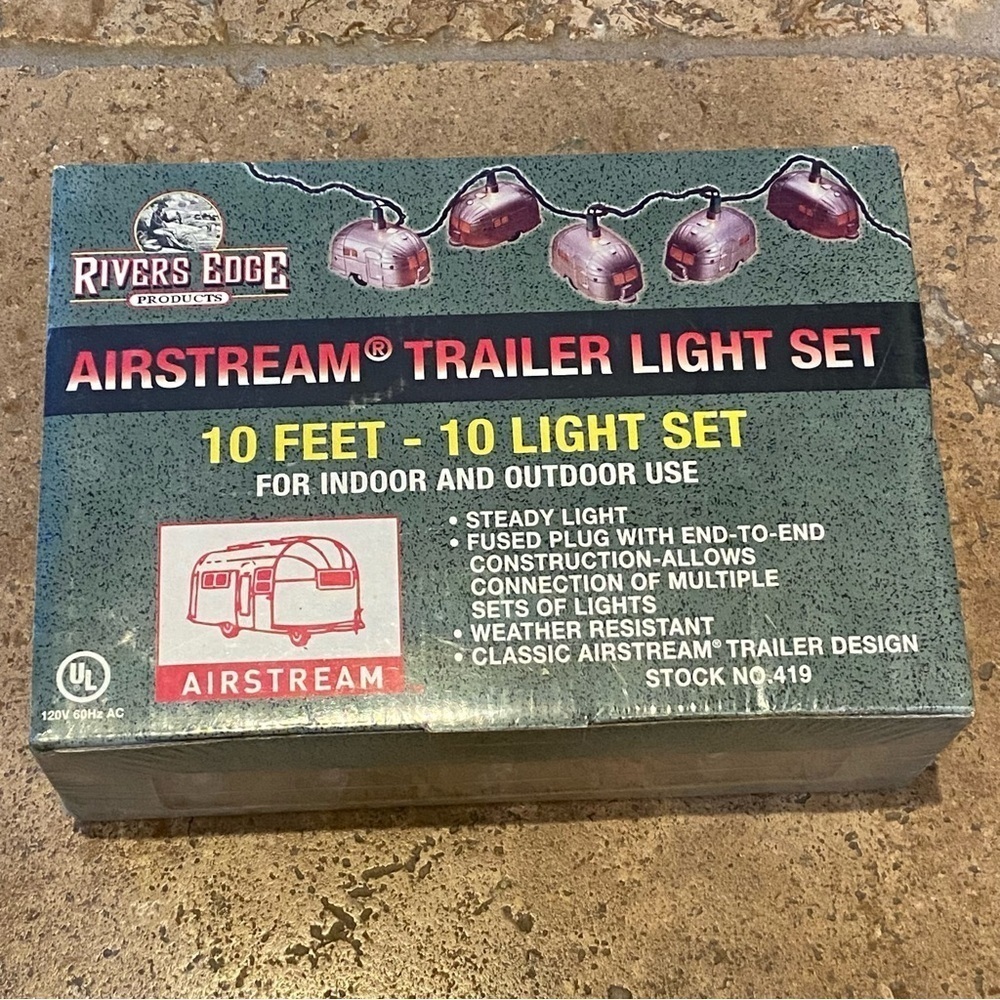 RIVERS EDGE
PRODUCTS
AIRSTREAM® TRAILER LIGHT SET
10 FEET - 10 LIGHT SET
FOR INDOOR AND OUTDOOR USE
• STEADY LIGHT
• FUSED PLUG WITH END-TO-END
CONSTRUCTION-ALLOWS
CONNECTION OF MULTIPLE
SETS OF LIGHTS
• WEATHER RESISTANT
• CLASSIC AIRSTREAM® TRAILER DESIGN
STOCK NO.419
AIRSTREAM
UL
120V 60Hz AC